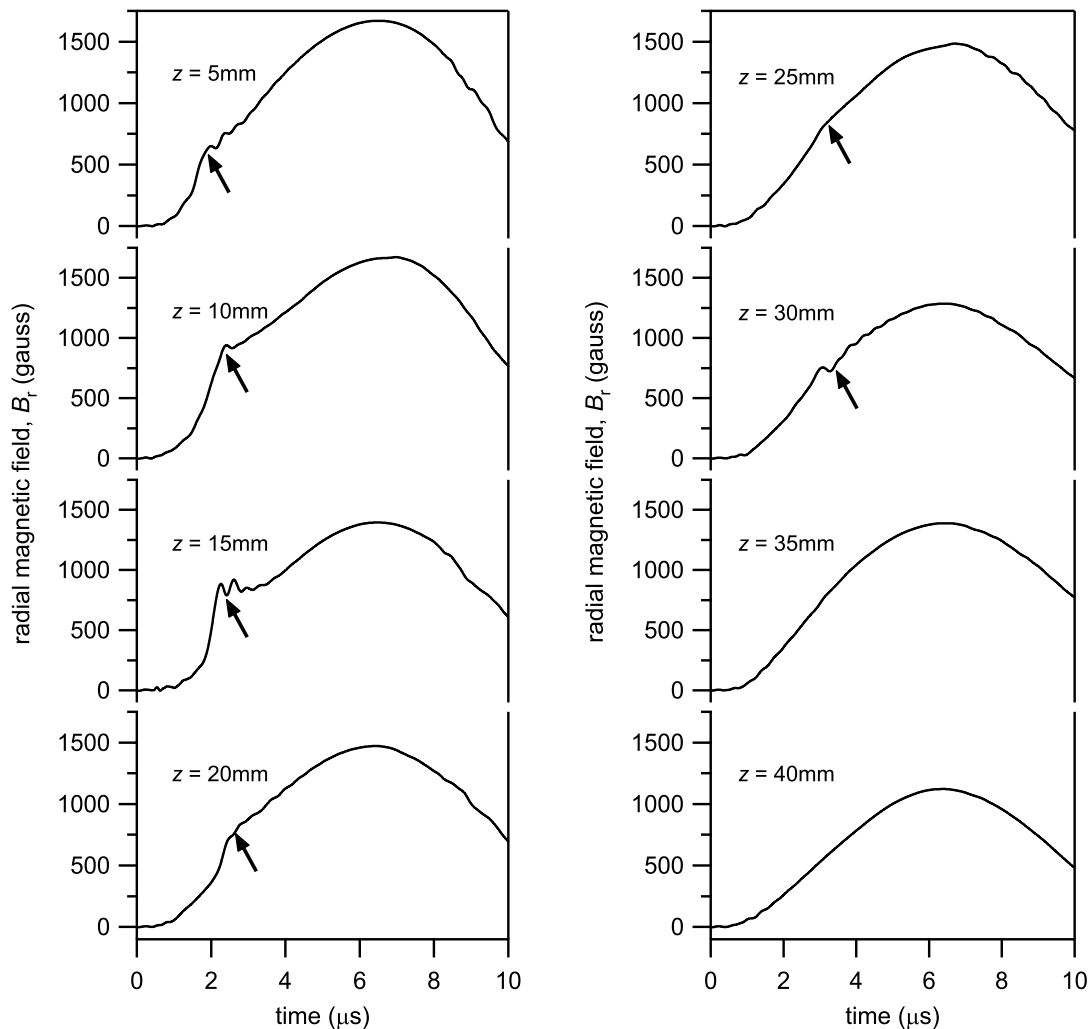 1500
1000
500
0
z = 5mm
1500
1000
500
0
z = 10mm
1500
1000
500
0
z = 15mm
1500
1000
500
0
z = 20mm
radial magnetic field, Br (gauss)
0 2 4 6 8 10
time (μs)
1500
1000
500
0
z = 25mm
1500
1000
500
0
z = 30mm
1500
1000
500
0
z = 35mm
1500
1000
500
0
z = 40mm
radial magnetic field, Br (gauss)
0 2 4 6 8 10
time (μs)